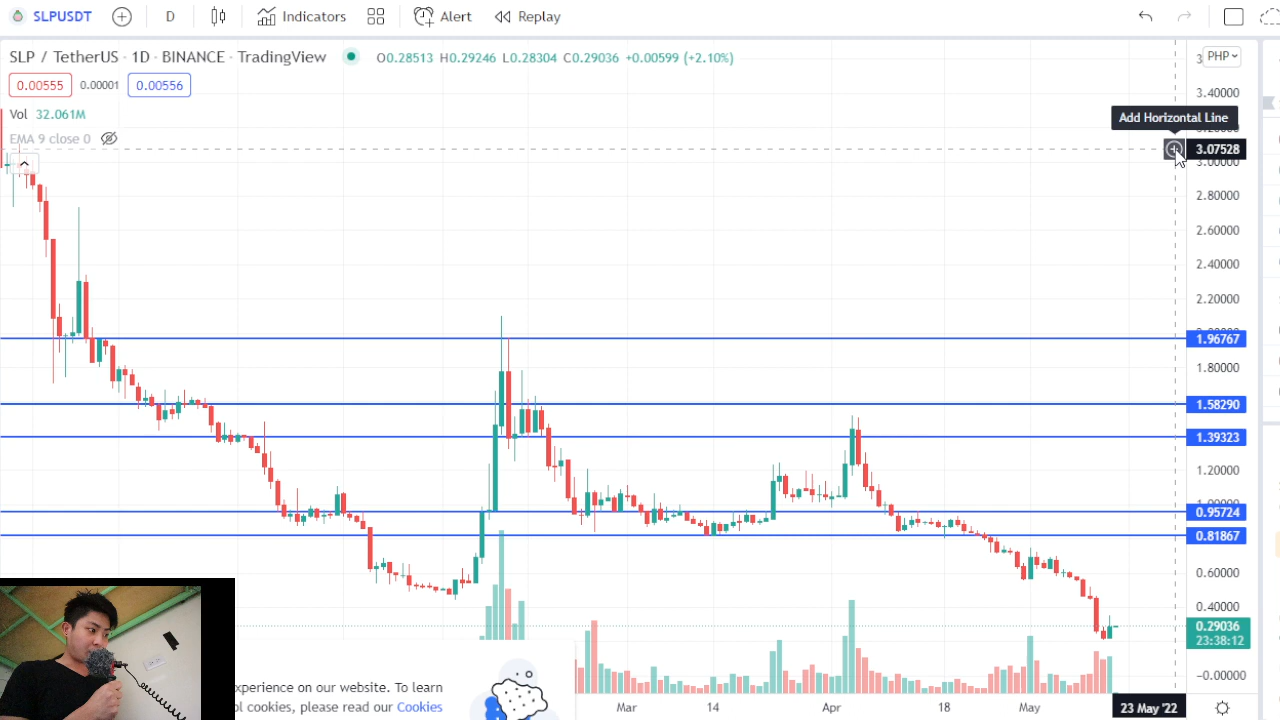 SLPUSDT D Indicators Alert Replay
SLP / TetherUS · 1D · BINANCE · TradingView O0.28513 H0.29246 L0.28304 C0.29036 +0.00599 (+2.10%) PHP
0.00555 0.00001 0.00556
3.40000
Vol 32.061M
Add Horizontal Line
EMA 9 close 0
3.07528
3.00000
2.80000
2.60000
2.40000
2.20000
1.96767
1.80000
1.58290
1.39323
1.20000
0.95724
0.81867
0.60000
0.40000
0.29036
23:38:12
-0.00000
xperience on our website. To learn
cookies, please read our Cookies
Mar 14 Apr 18 May 23 May '22